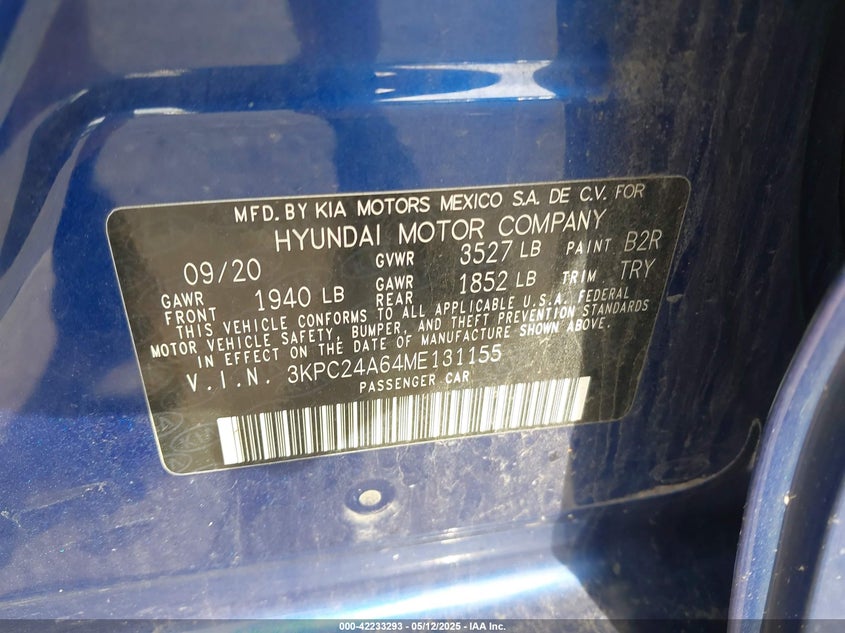 MFD. BY KIA MOTORS MEXICO S.A. DE C.V. FOR
HYUNDAI MOTOR COMPANY
09/20 GVWR 3527 LB PAINT B2R
GAWR FRONT 1940 LB GAWR REAR 1852 LB TRIM TRY
THIS VEHICLE CONFORMS TO ALL APPLICABLE U.S.A. FEDERAL
MOTOR VEHICLE SAFETY, BUMPER, AND THEFT PREVENTION STANDARDS
IN EFFECT ON THE DATE OF MANUFACTURE SHOWN ABOVE.
V.I.N. 3KPC24A64ME131155
PASSENGER CAR
000-42233293 - 05/12/2025 - IAA Inc.